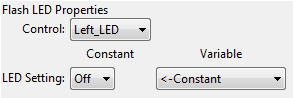 Flash LED Properties
Control: Left_LED
Constant Variable
LED Setting: Off <-Constant